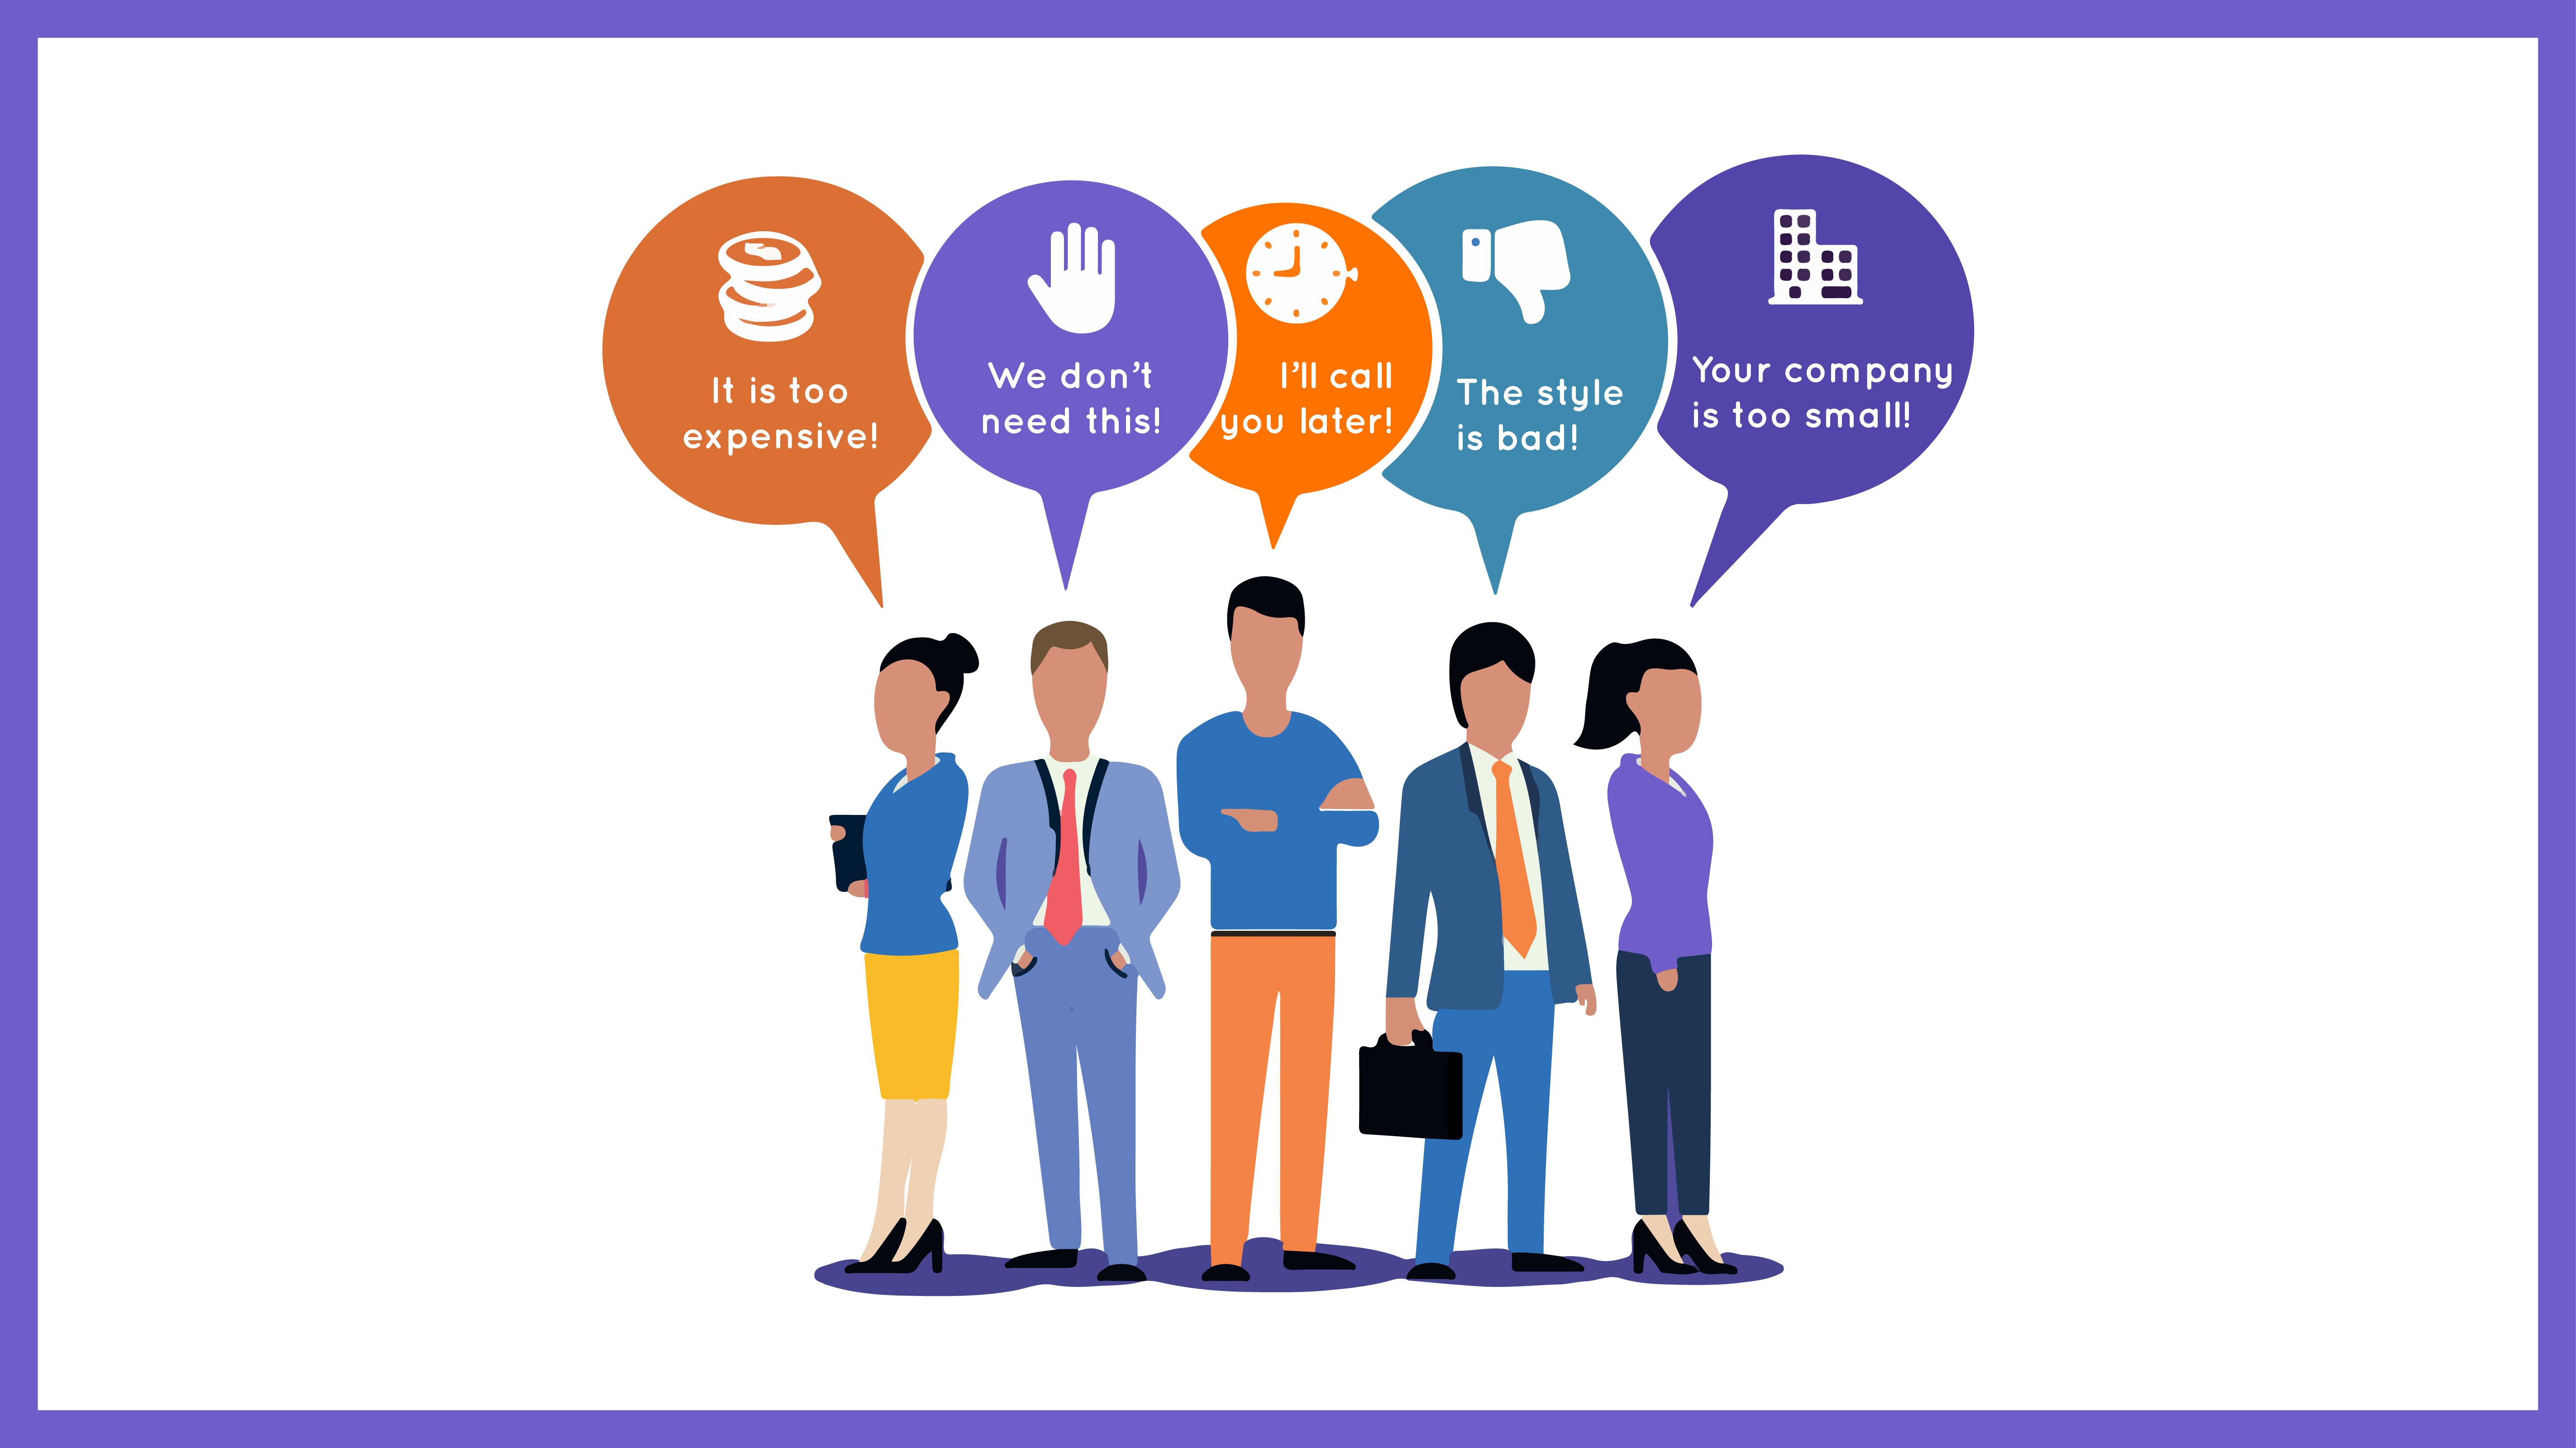 It is too
expensive!
We don't
need this!
I'll call
you later!
The style
is bad!
Your company
is too small!